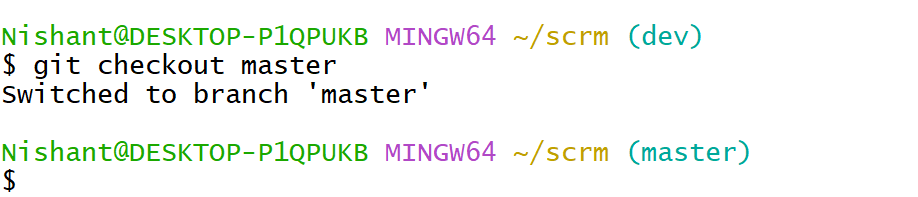 Nishant@DESKTOP-P1QPUKB MINGW64 ~/scrm (dev)
$ git checkout master
Switched to branch 'master'
Nishant@DESKTOP-P1QPUKB MINGW64 ~/scrm (master)
$